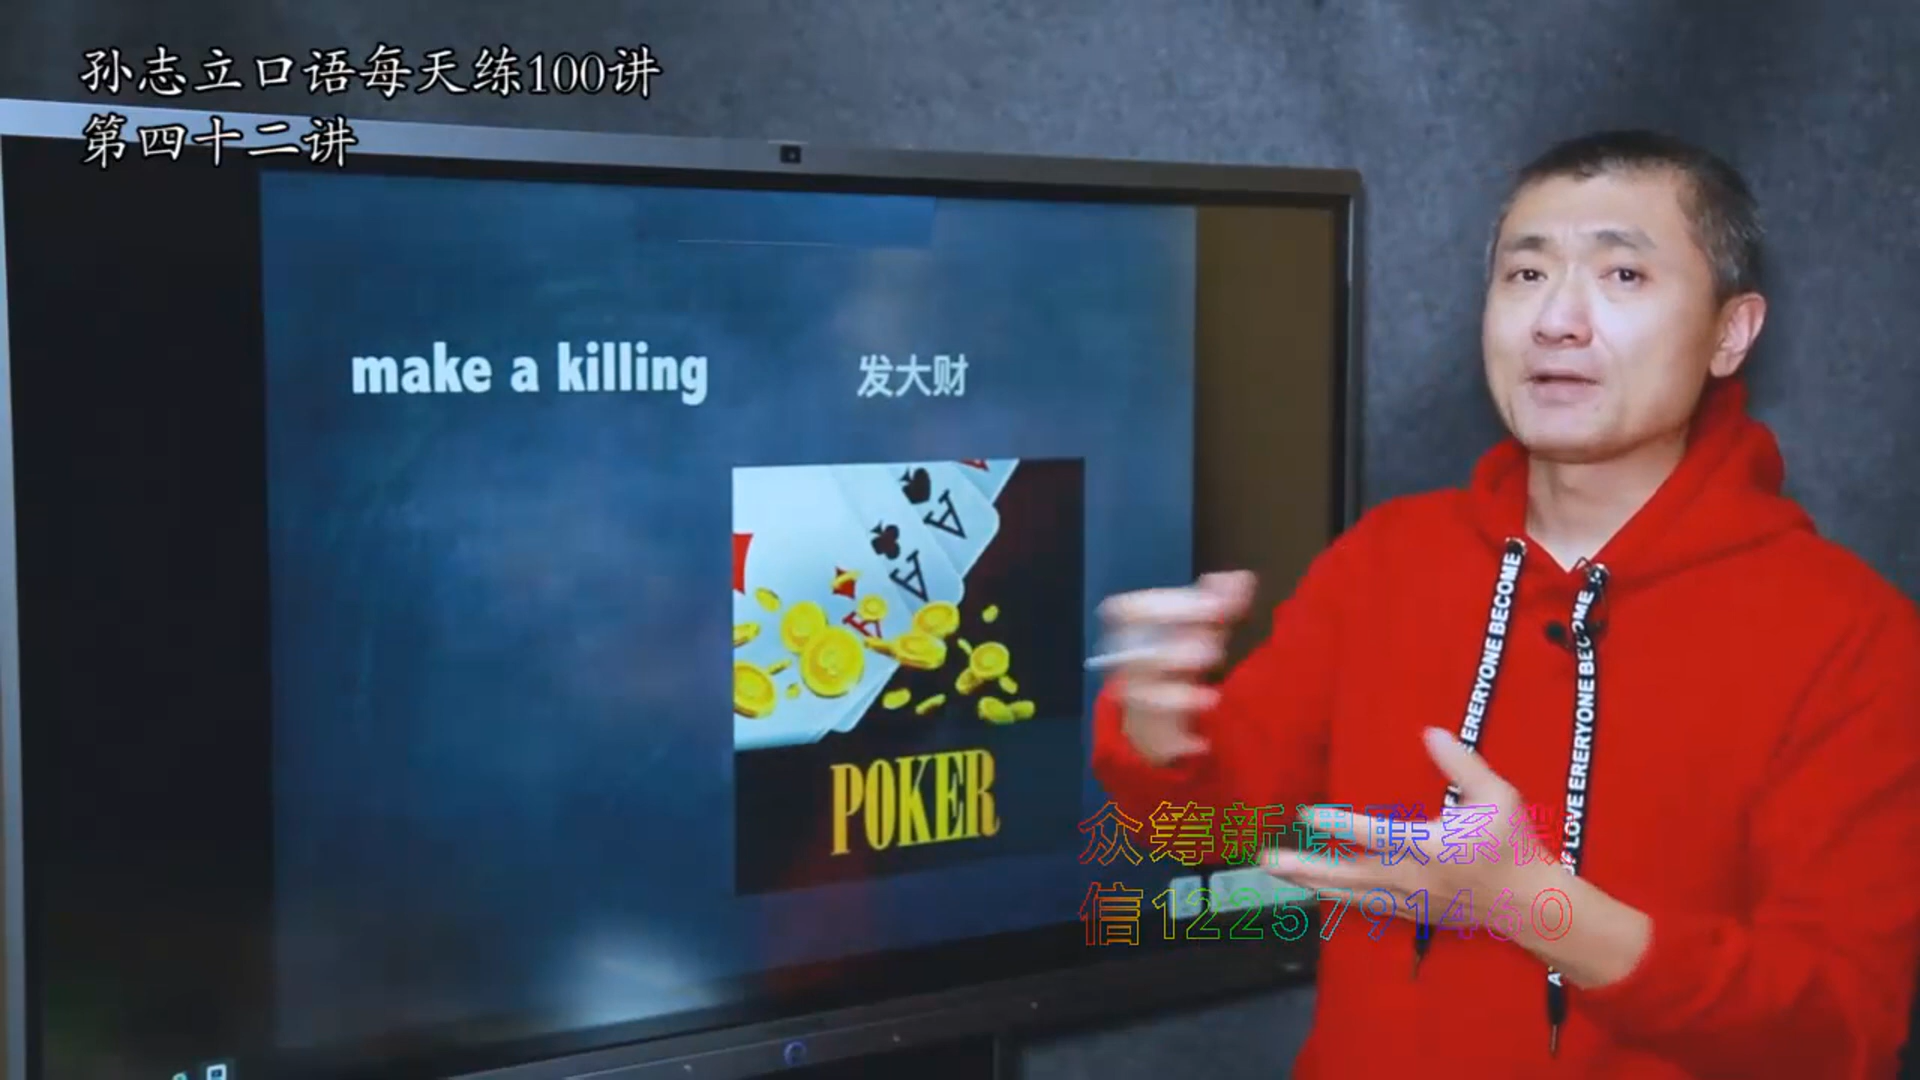 孙志立口语每天练100讲
第四十二讲
make a killing
发大财
A
A
K
POKER
众筹新课联系微
信1225791460
ERERYONE BECOME
LOVE ERERYONE BECOME